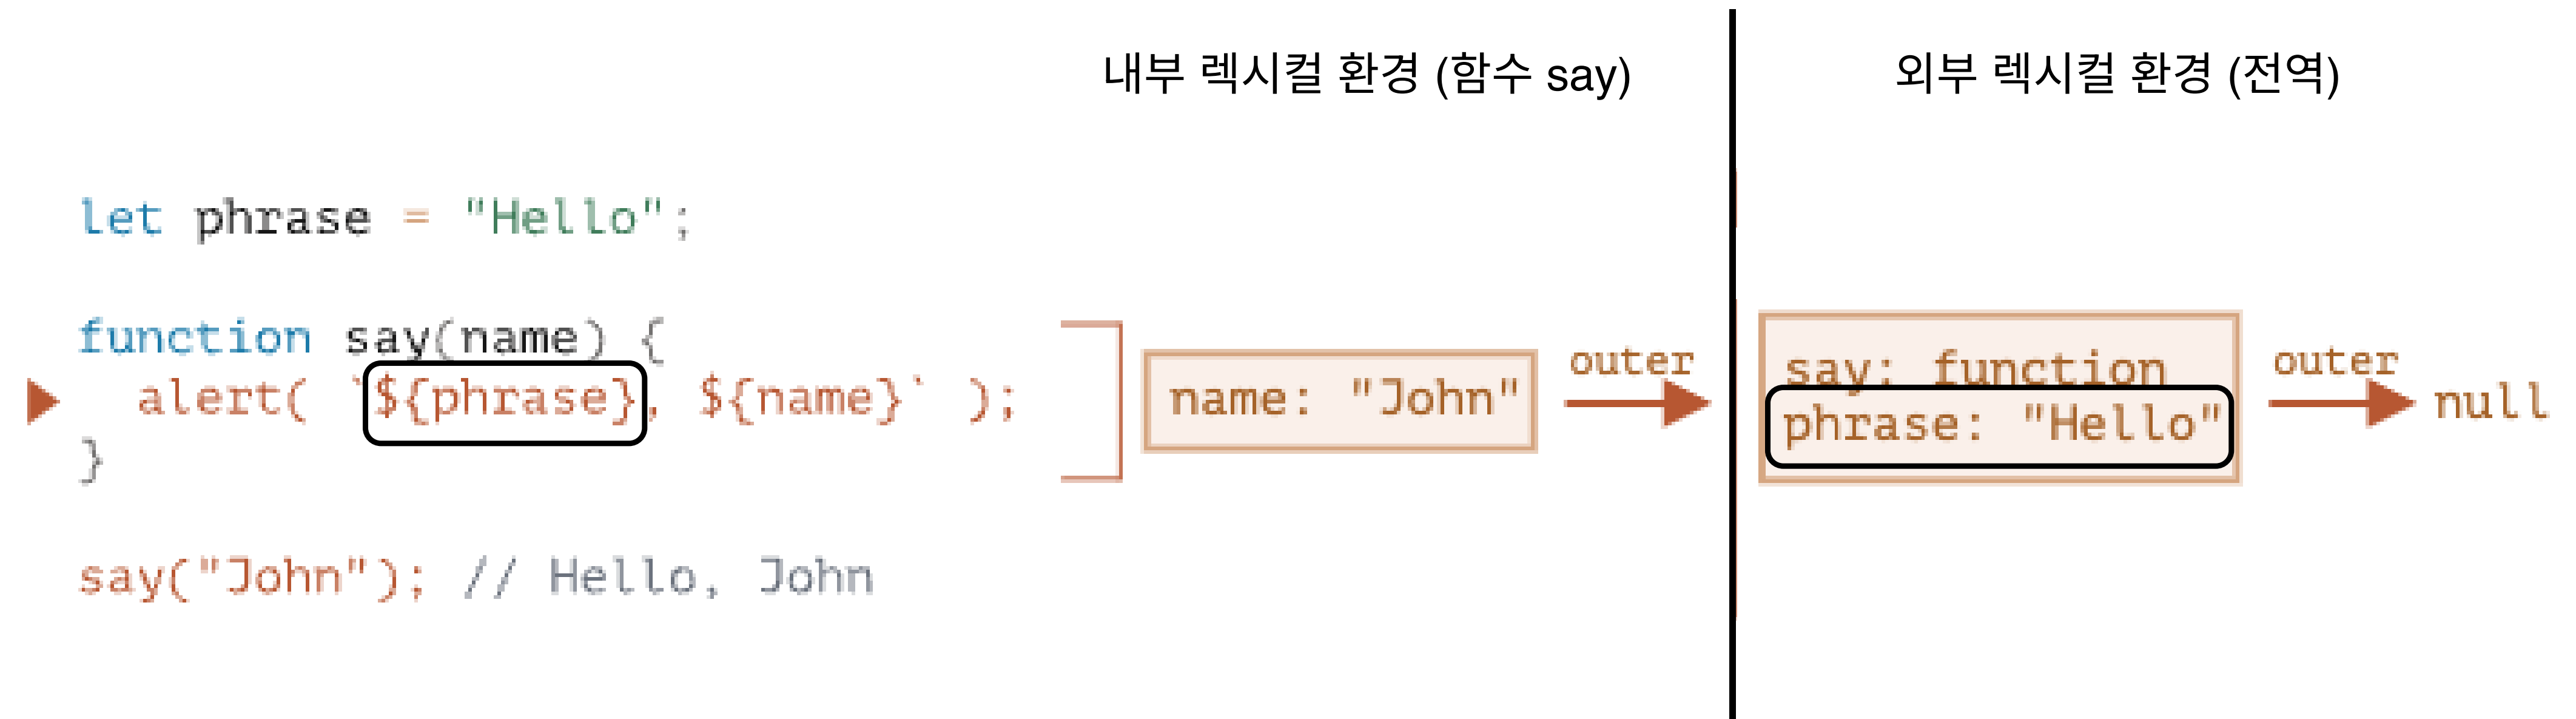 내부 렉시컬 환경 (함수 say)
외부 렉시컬 환경 (전역)
let phrase = "Hello";
function say(name) {
alert( `${phrase}, ${name}` );
}
say("John"); // Hello, John
name: "John"
outer
say: function
phrase: "Hello"
outer
null